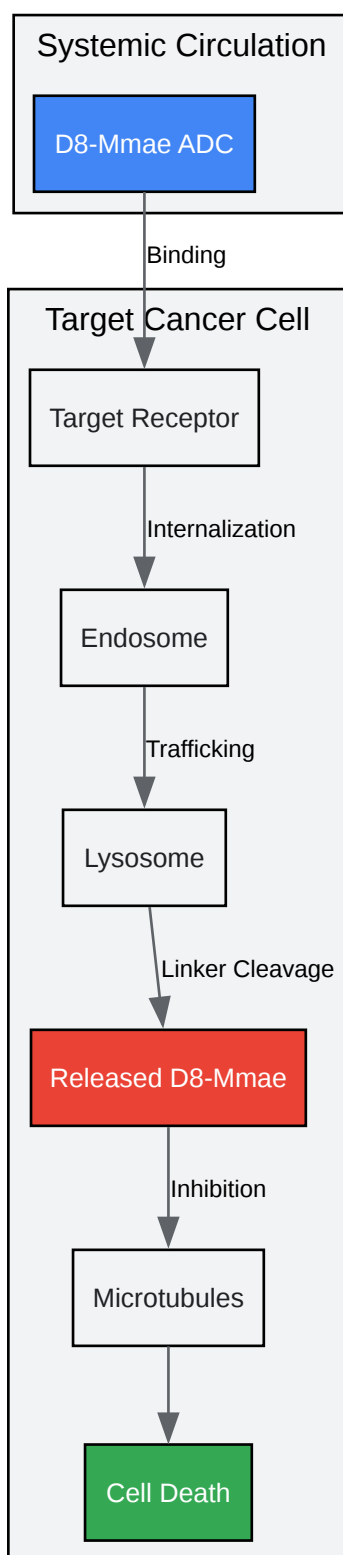 Systemic Circulation
D8-Mmae ADC
Binding
Target Cancer Cell
Target Receptor
Internalization
Endosome
Trafficking
Lysosome
Linker Cleavage
Released D8-Mmae
Inhibition
Microtubules
Cell Death